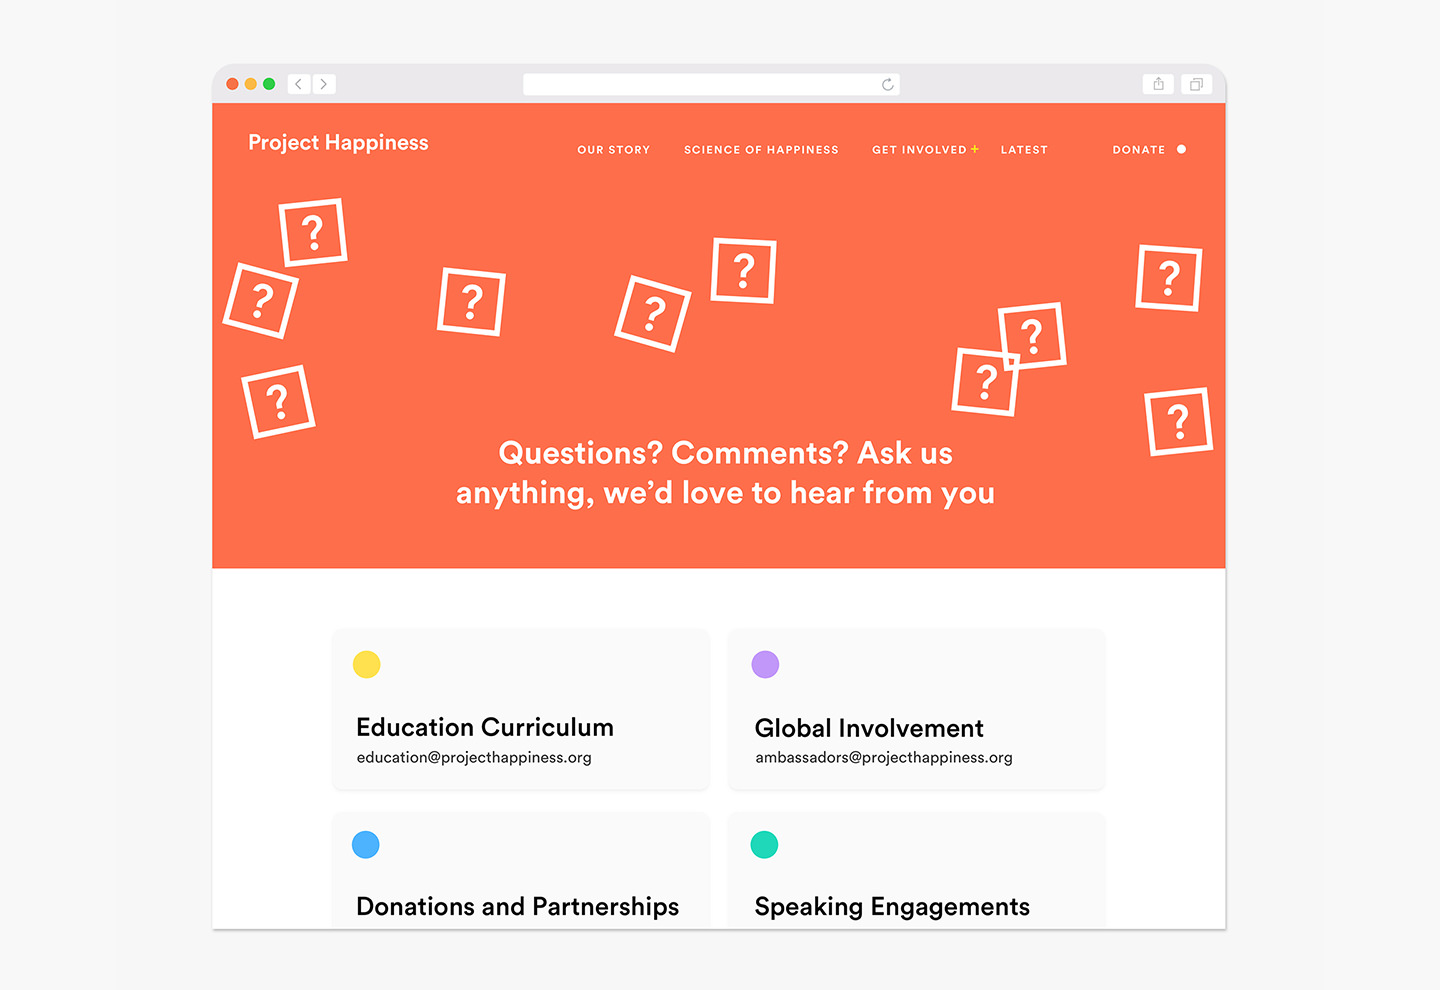 Project Happiness
OUR STORY
SCIENCE OF HAPPINESS
GET INVOLVED +
LATEST
DONATE
?
?
?
?
?
?
?
?
?
?
Questions? Comments? Ask us
anything, we’d love to hear from you
Education Curriculum
education@projecthappiness.org
Global Involvement
ambassadors@projecthappiness.org
Donations and Partnerships
Speaking Engagements